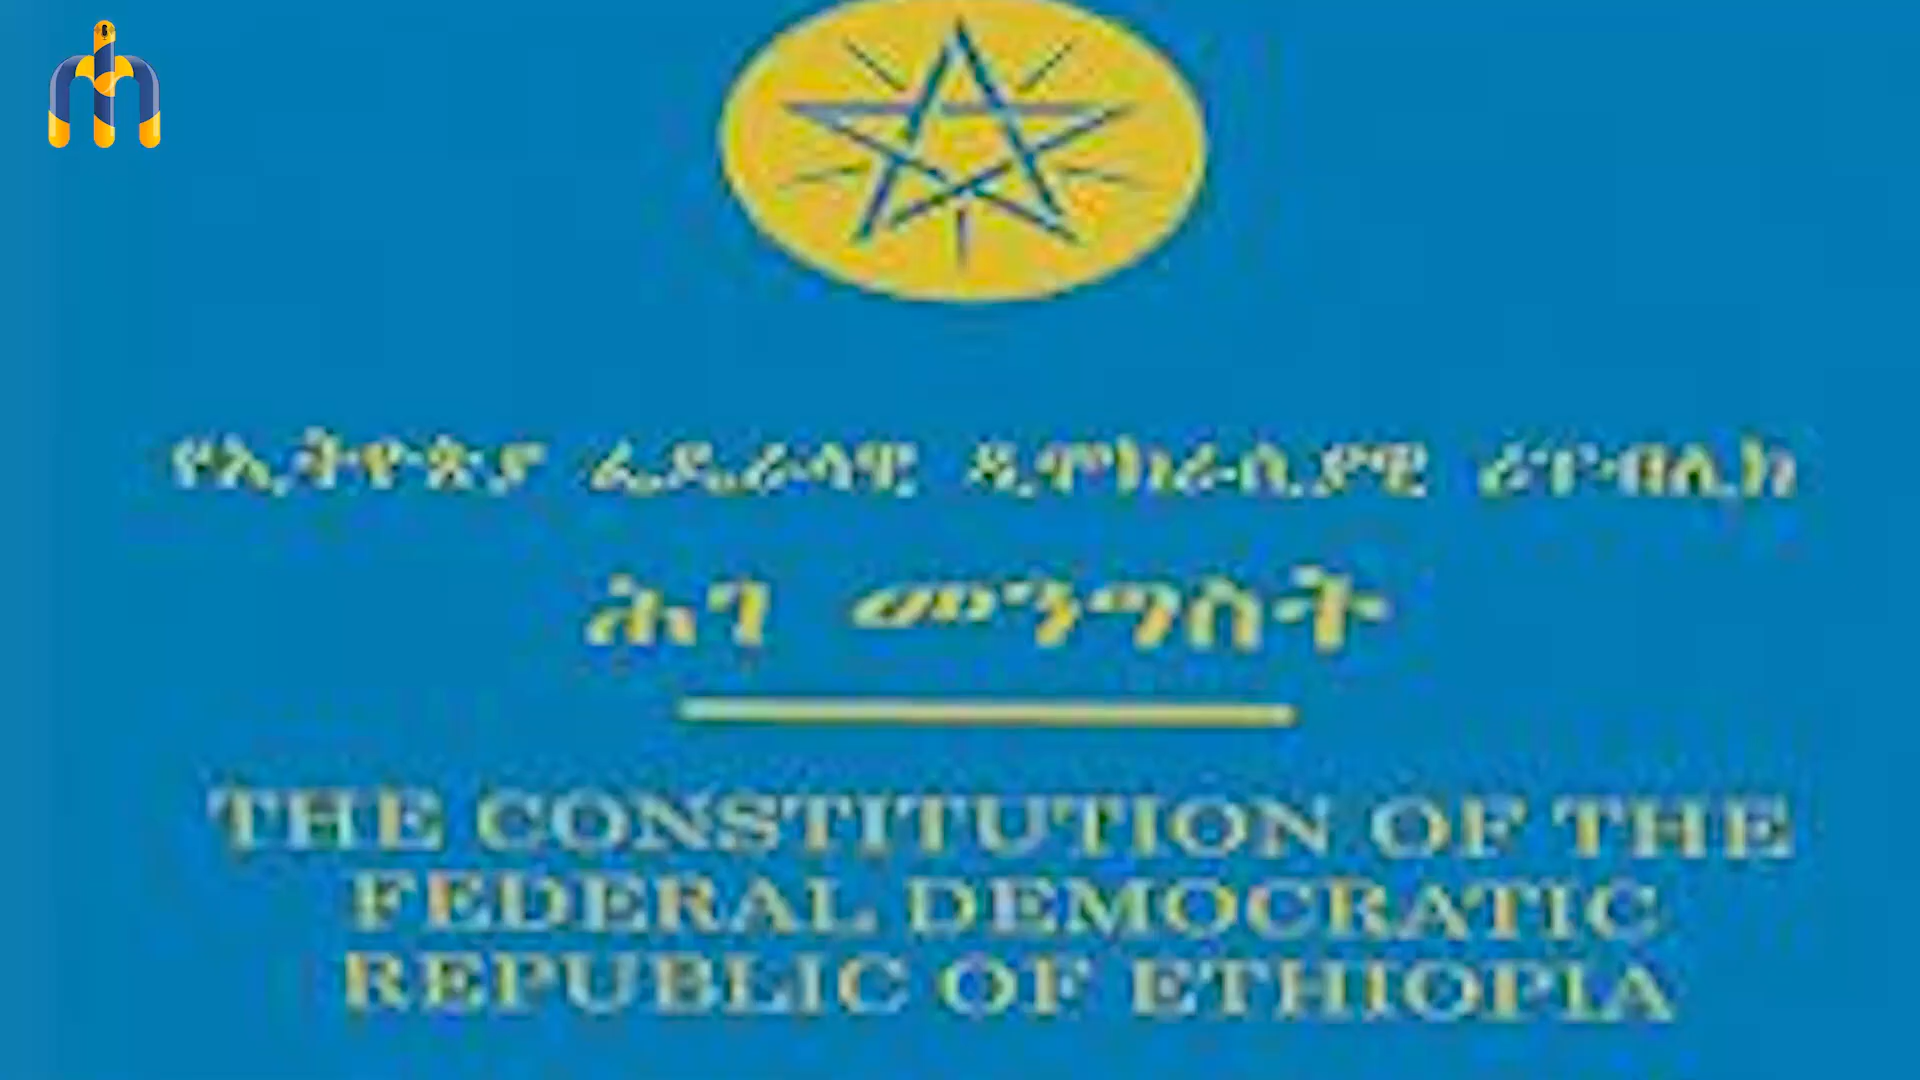 የኢትዮጵያ ፌዴራላዊ ዲሞክራሲያዊ ሪፐብሊክ
ሕገ መንግስት
THE CONSTITUTION OF THE
FEDERAL DEMOCRATIC
REPUBLIC OF ETHIOPIA